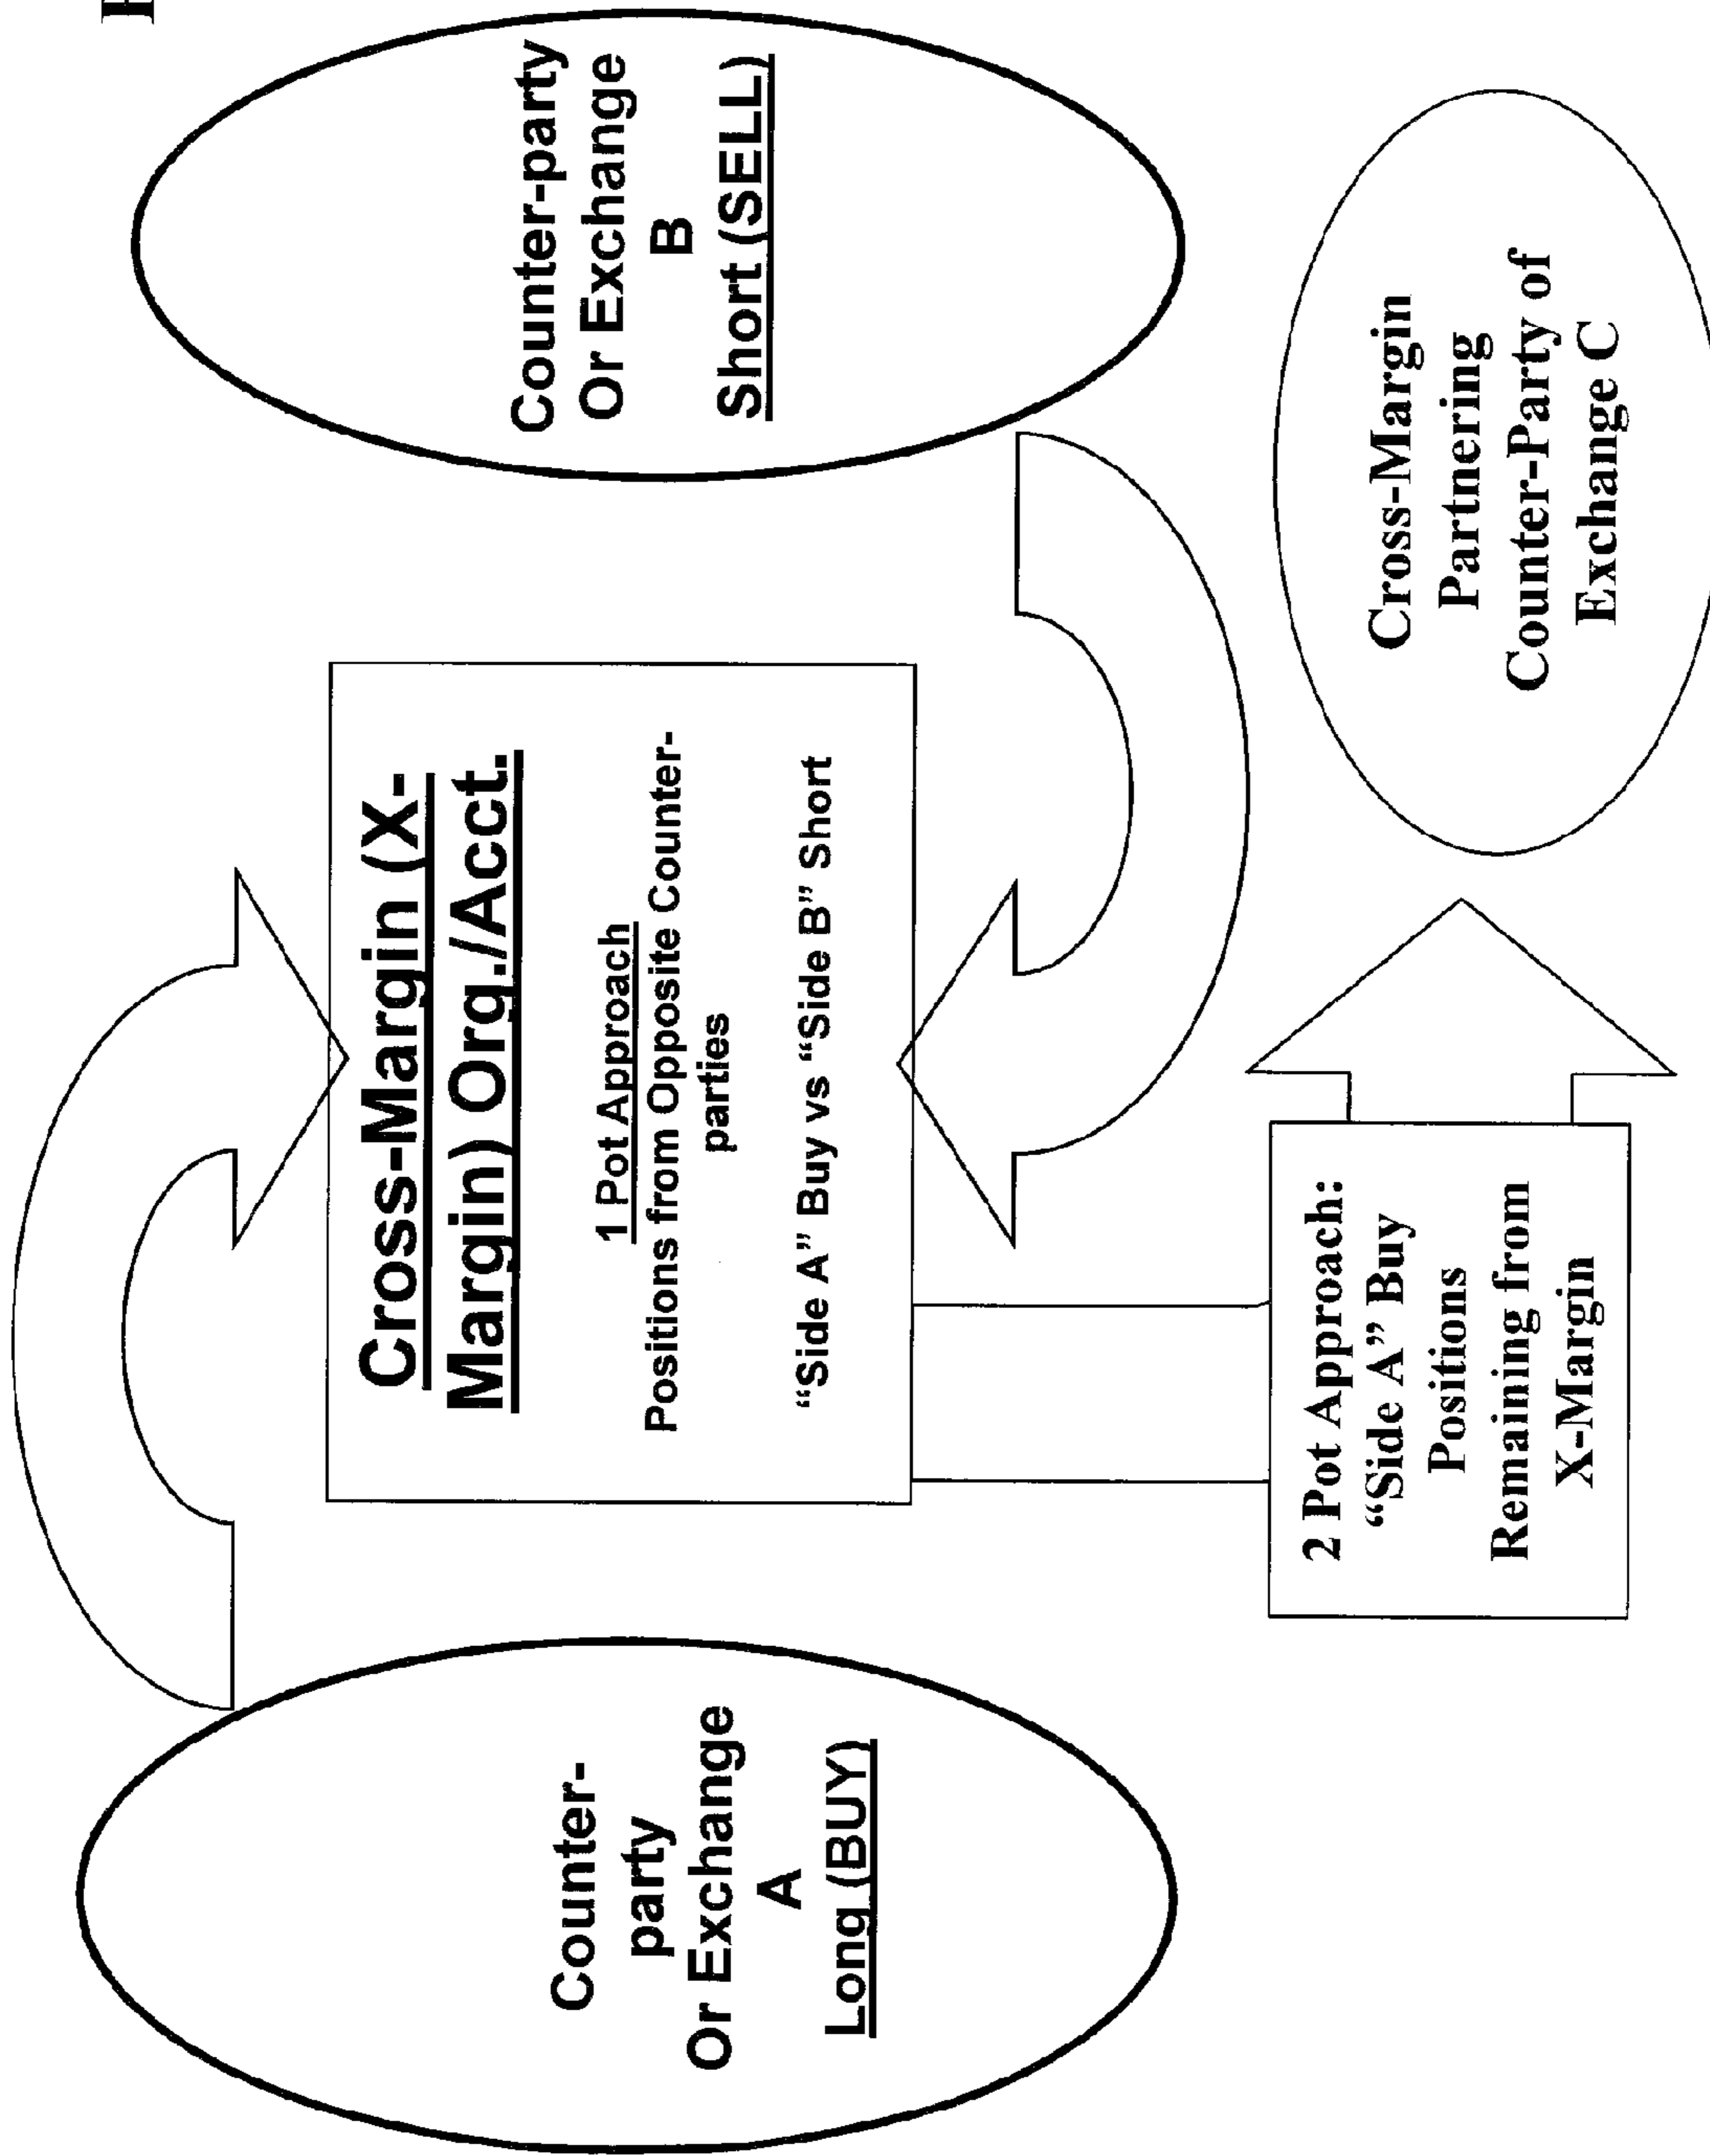 Counter-
party
Or Exchange
A
Long (BUY)
Cross-Margin (X-
Margin) Org./Acct.
1 Pot Approach
Positions from Opposite Counter-
parties
“Side A” Buy vs “Side B” Short
Counter-party
Or Exchange
B
Short (SELL)
2 Pot Approach:
“Side A” Buy
Positions
Remaining from
X-Margin
Cross-Margin
Partnering
Counter-Party of
Exchange C